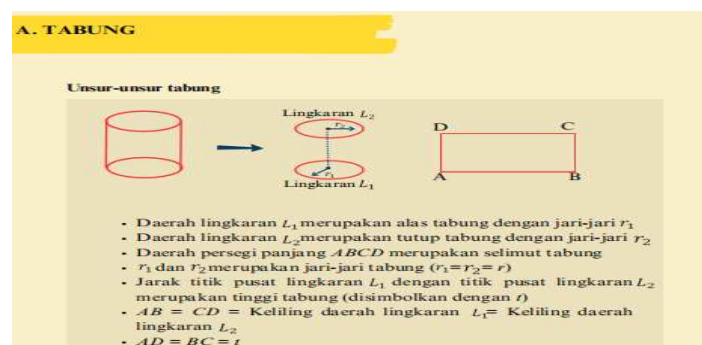 A. TABUNG
Unsur-unsur tabung
Lingkaran L₂
r₂
D C
r₁
A B
Lingkaran L₁
• Daerah lingkaran L₁ merupakan alas tabung dengan jari-jari r₁
• Daerah lingkaran L₂ merupakan tutup tabung dengan jari-jari r₂
• Daerah persegi panjang ABCD merupakan selimut tabung
• r₁ dan r₂ merupakan jari-jari tabung (r₁=r₂= r)
• Jarak titik pusat lingkaran L₁ dengan titik pusat lingkaran L₂
merupakan tinggi tabung (disimbolkan dengan t)
• AB = CD = Keliling daerah lingkaran L₁= Keliling daerah
lingkaran L₂
• AD = BC = t